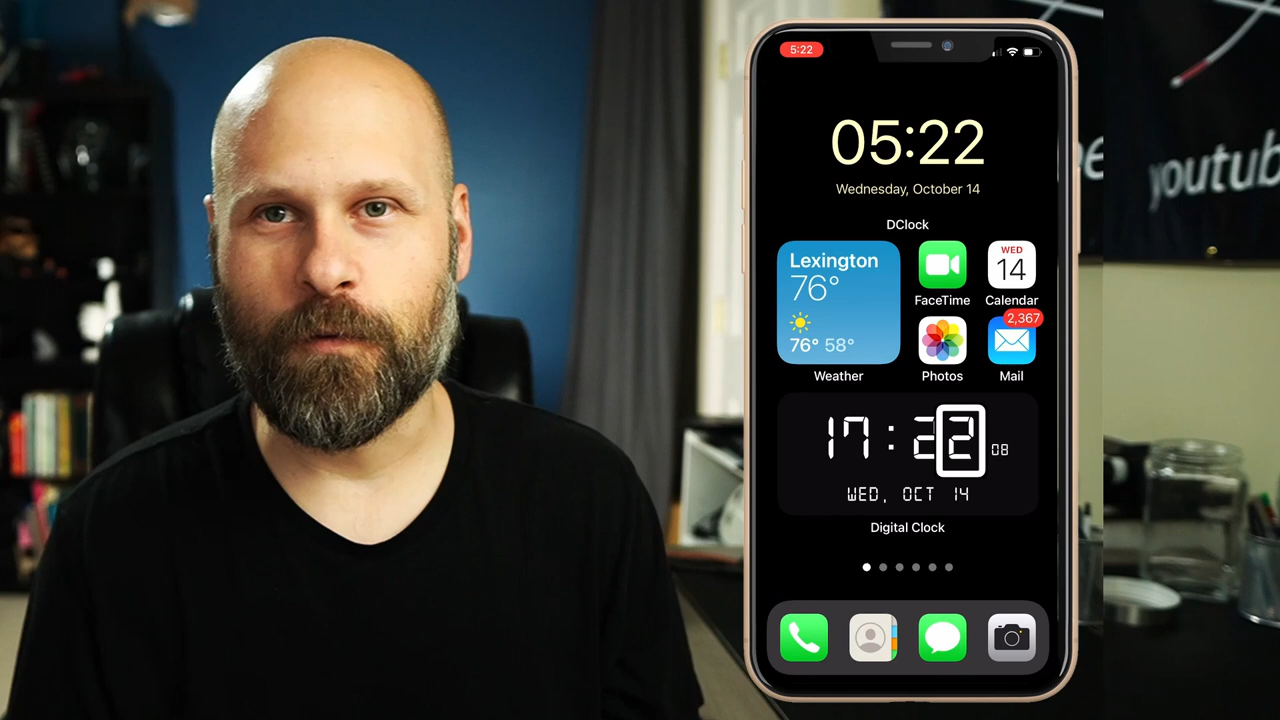 5:22
05:22
Wednesday, October 14
DClock
Lexington
76°
76° 58°
Weather
FaceTime
WED
14
Calendar
Photos
2,367
Mail
17:22 08
WED, OCT 14
Digital Clock
youtub